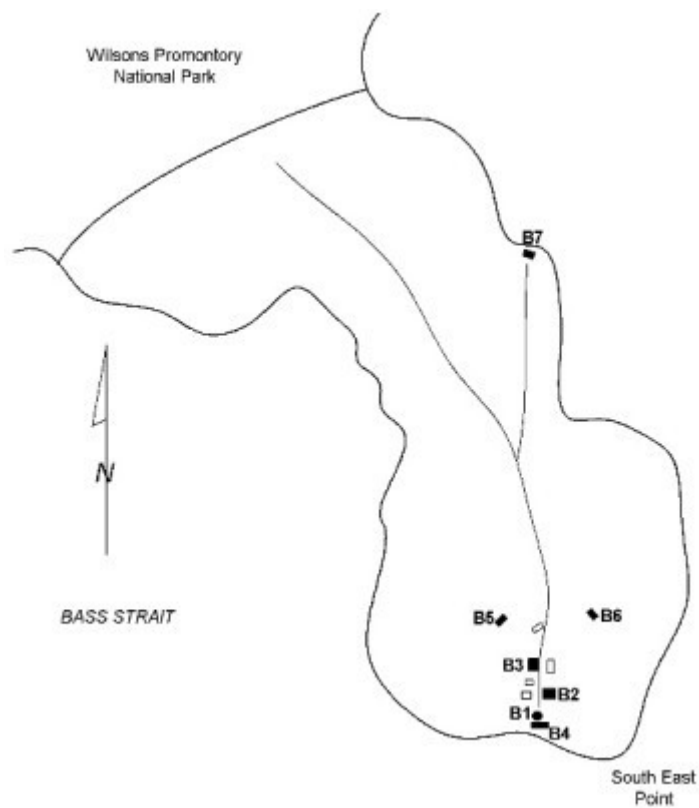 Wilsons Promontory
National Park
B7
N
BASS STRAIT
B5
B6
B3
B2
B1
B4
South East
Point